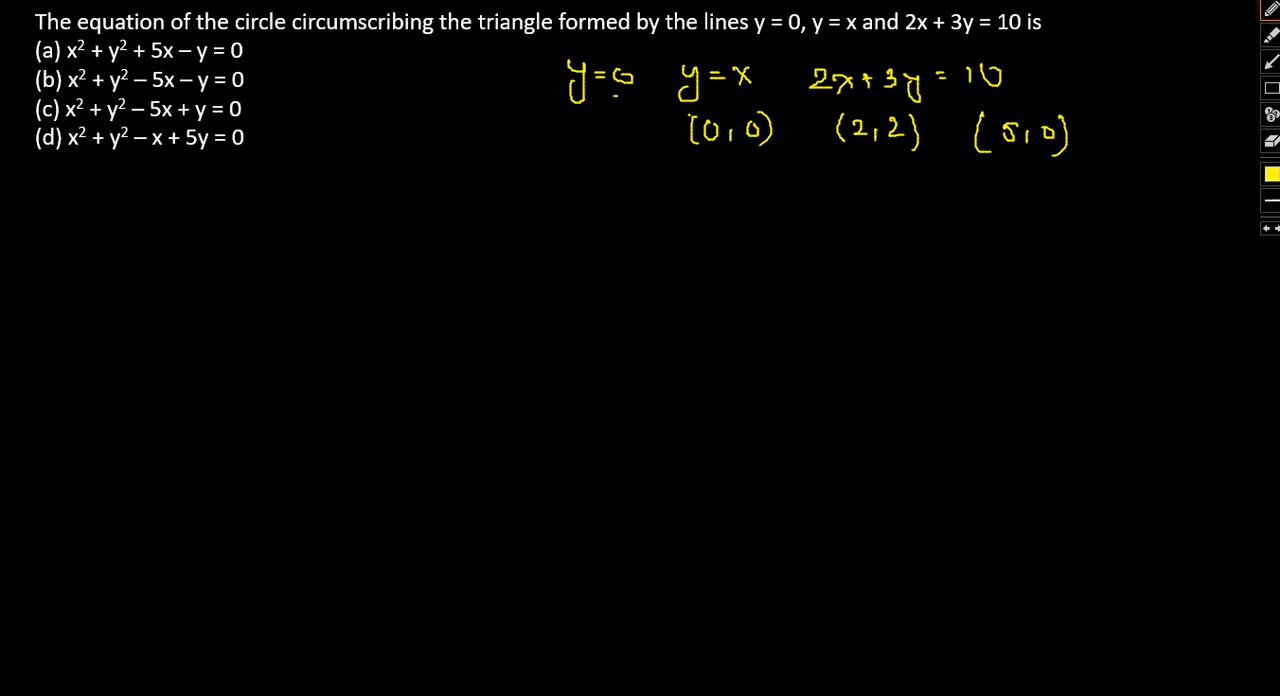 The equation of the circle circumscribing the triangle formed by the lines y = 0, y = x and 2x + 3y = 10 is
(a) x² + y² + 5x – y = 0
(b) x² + y² – 5x – y = 0
(c) x² + y² – 5x + y = 0
(d) x² + y² – x + 5y = 0
y = 0 y = x 2x + 3y = 10
(0, 0) (2, 2) (5, 0)